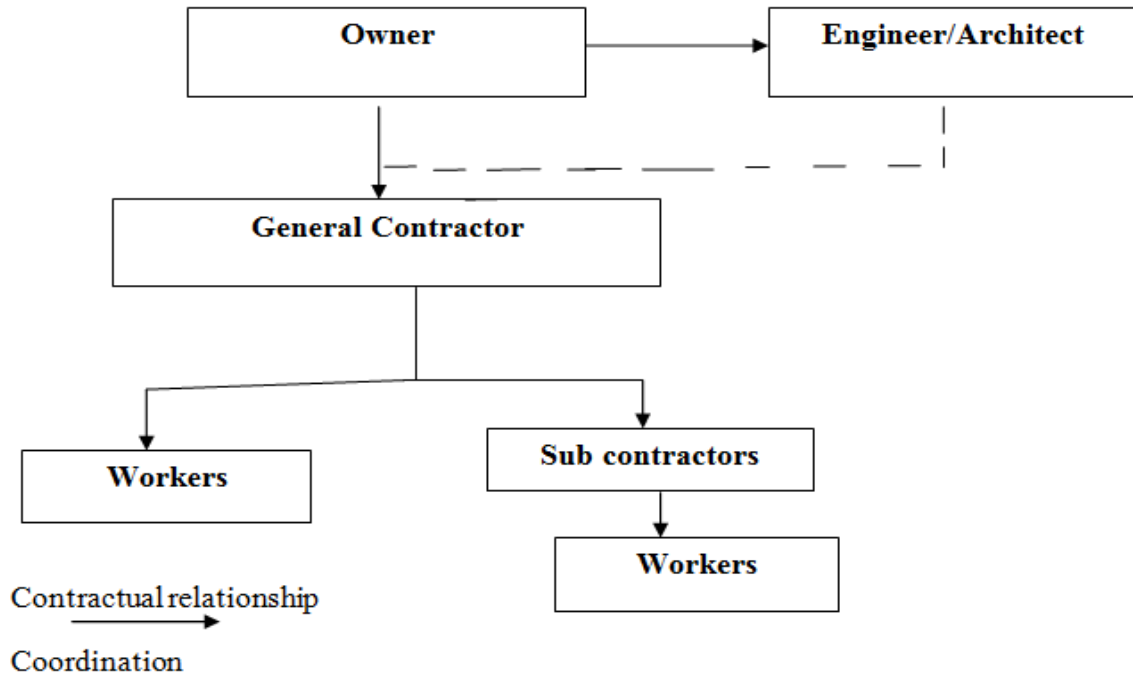 Owner
Engineer/Architect
General Contractor
Workers
Sub contractors
Workers
Contractual relationship
Coordination